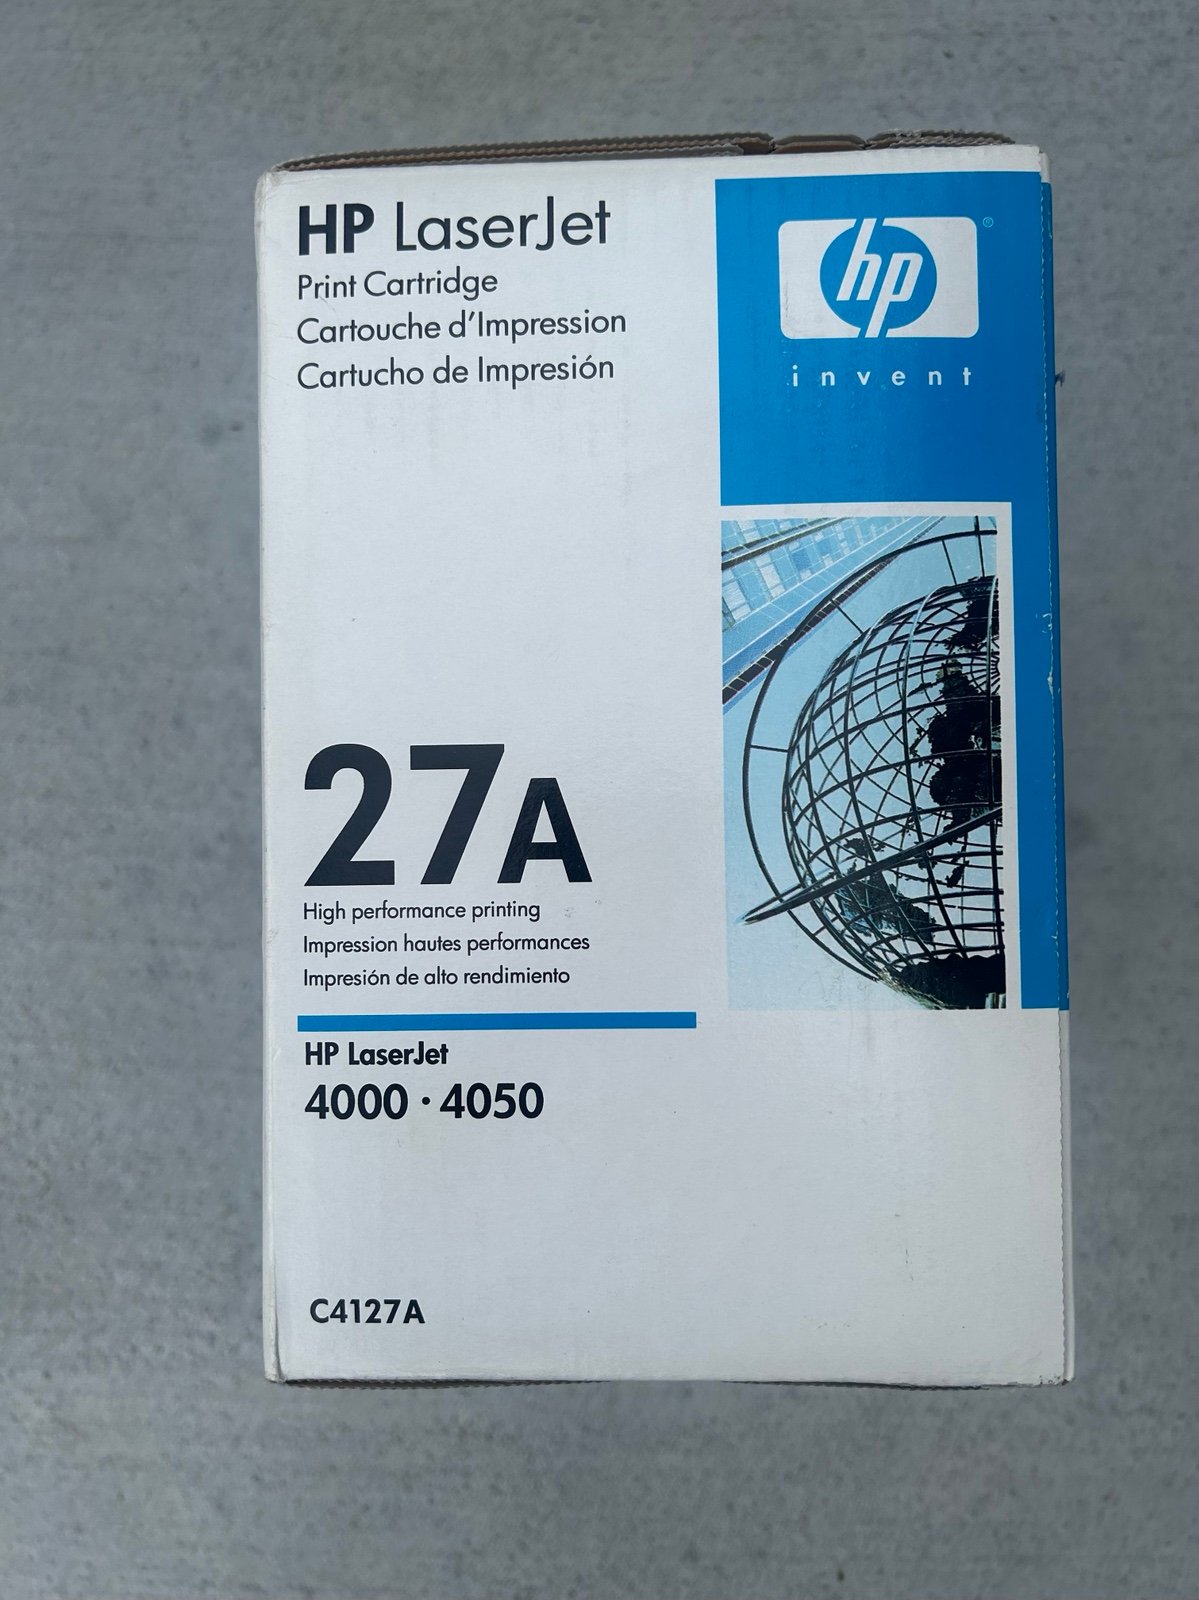 HP LaserJet
Print Cartridge
Cartouche d'Impression
Cartucho de Impresión
hp®
invent
27A
High performance printing
Impression hautes performances
Impresión de alto rendimiento
HP LaserJet
4000 · 4050
C4127A